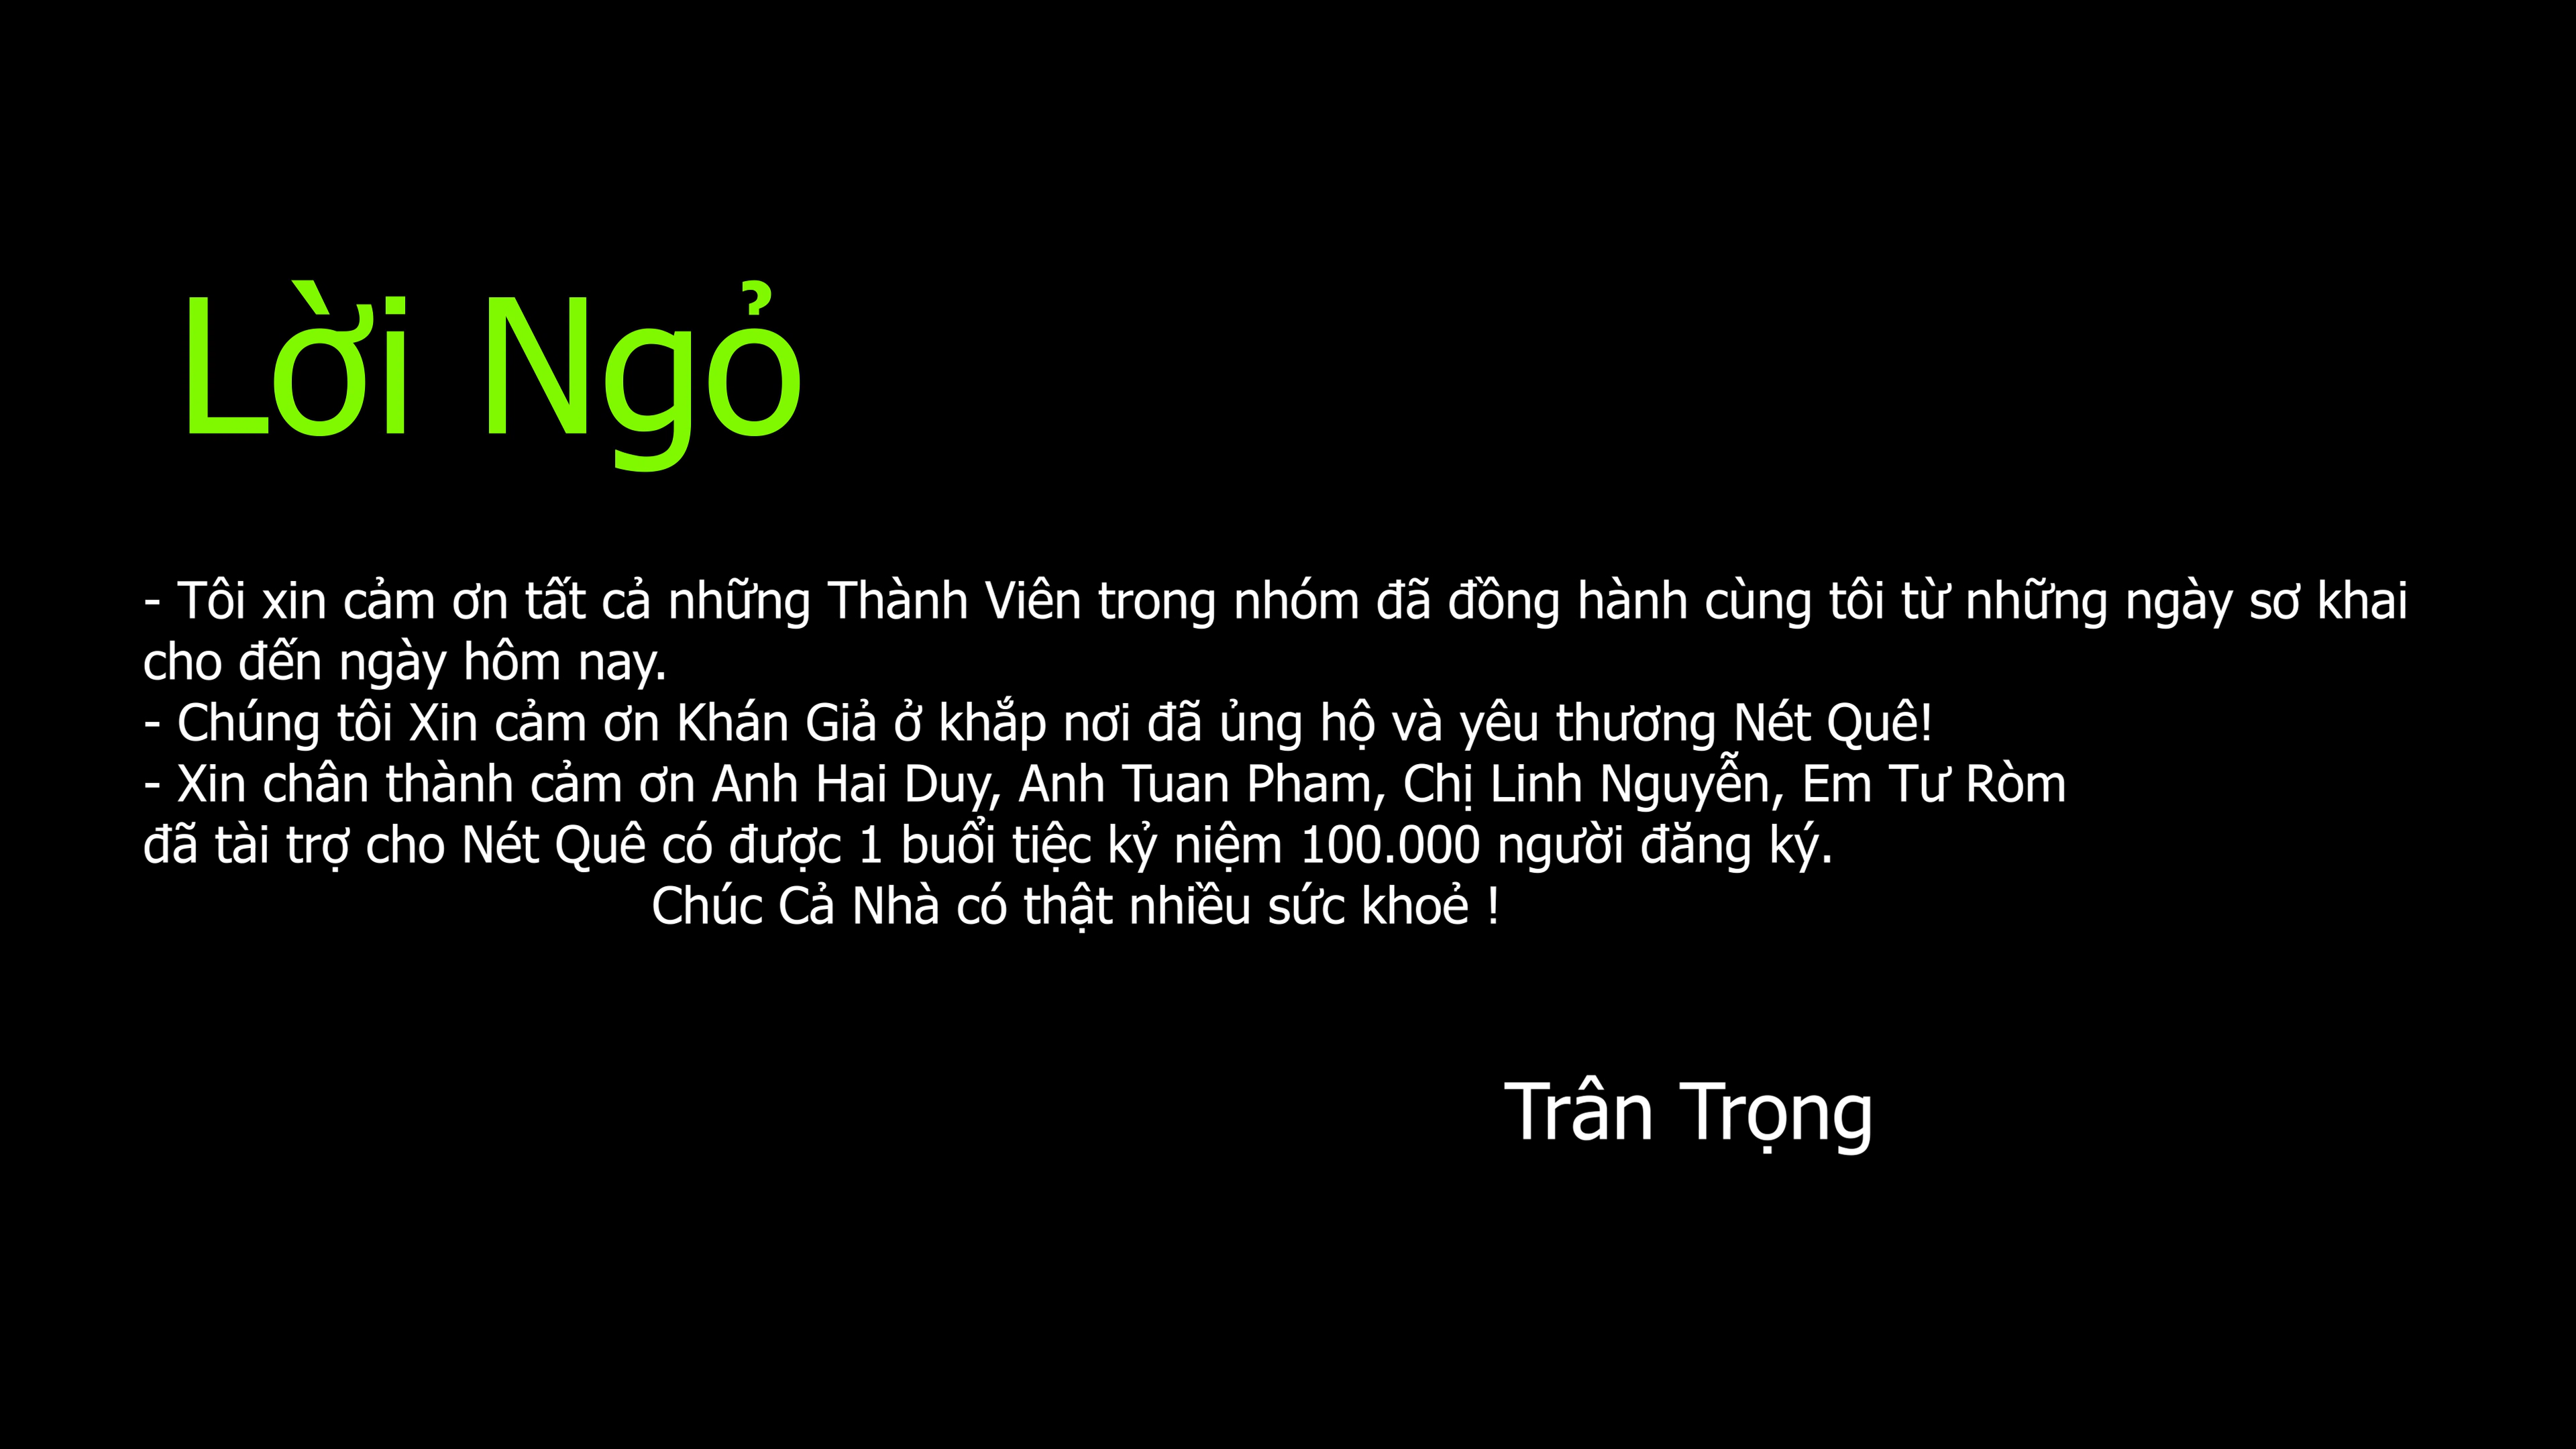 Lời Ngỏ
- Tôi xin cảm ơn tất cả những Thành Viên trong nhóm đã đồng hành cùng tôi từ những ngày sơ khai
cho đến ngày hôm nay.
- Chúng tôi Xin cảm ơn Khán Giả ở khắp nơi đã ủng hộ và yêu thương Nét Quê!
- Xin chân thành cảm ơn Anh Hai Duy, Anh Tuan Pham, Chị Linh Nguyễn, Em Tư Ròm
đã tài trợ cho Nét Quê có được 1 buổi tiệc kỷ niệm 100.000 người đăng ký.
Chúc Cả Nhà có thật nhiều sức khoẻ !
Trân Trọng